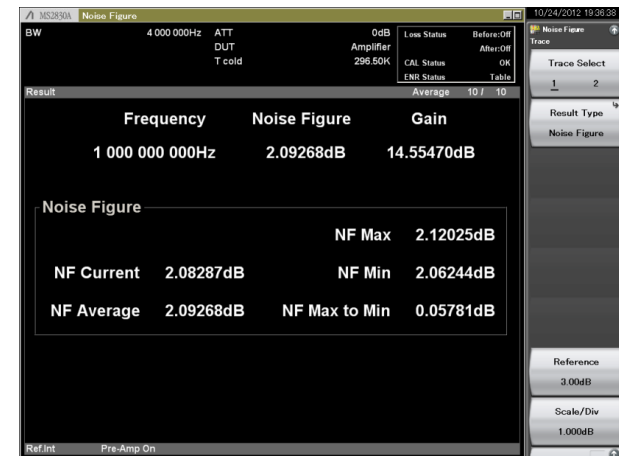 MS2830A Noise Figure
10/24/2012 19:36:38
BW 4 000 000Hz ATT 0dB
DUT Amplifier
T cold 296.50K
Loss Status Before:Off
After:Off
CAL Status OK
ENR Status Table
Result Average 10 / 10
Frequency Noise Figure Gain
1 000 000 000Hz 2.09268dB 14.55470dB
Noise Figure
NF Max 2.12025dB
NF Current 2.08287dB NF Min 2.06244dB
NF Average 2.09268dB NF Max to Min 0.05781dB
Ref.Int Pre-Amp On
Noise Figure
Trace
Trace Select
1 2
Result Type
Noise Figure
Reference
3.00dB
Scale/Div
1.000dB